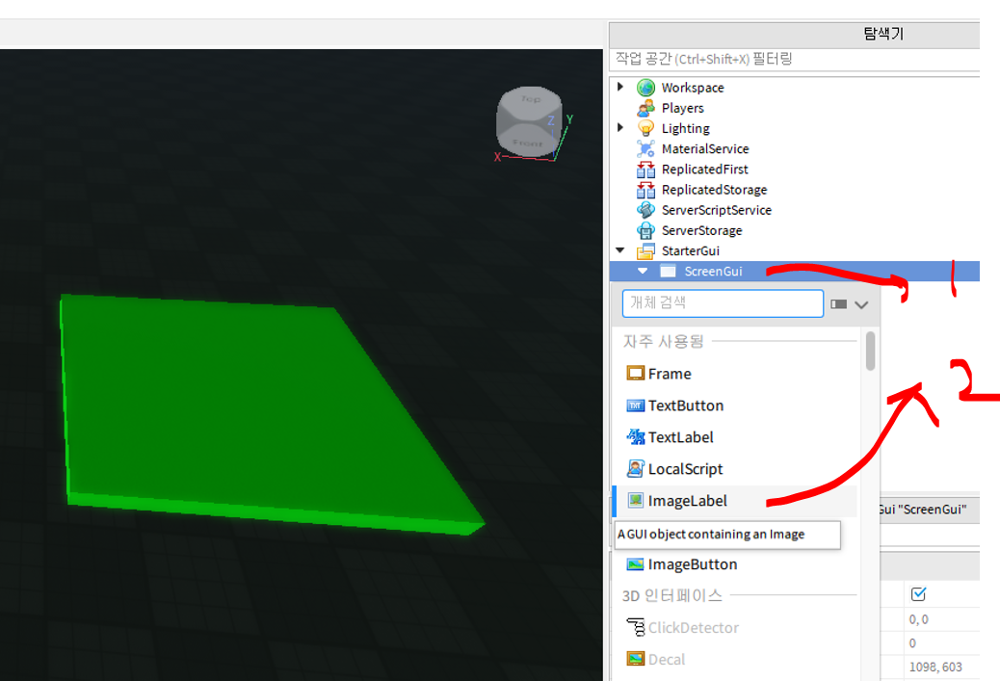 탐색기
작업 공간 (Ctrl+Shift+X) 필터링
Workspace
Players
Lighting
MaterialService
ReplicatedFirst
ReplicatedStorage
ServerScriptService
ServerStorage
StarterGui
ScreenGui
1
개체 검색
자주 사용됨
Frame
2
TextButton
TextLabel
LocalScript
ImageLabel
Gui "ScreenGui"
A GUI object containing an Image
ImageButton
3D 인터페이스
0, 0
ClickDetector
0
Decal
1098, 603
Top
Z
Y
X